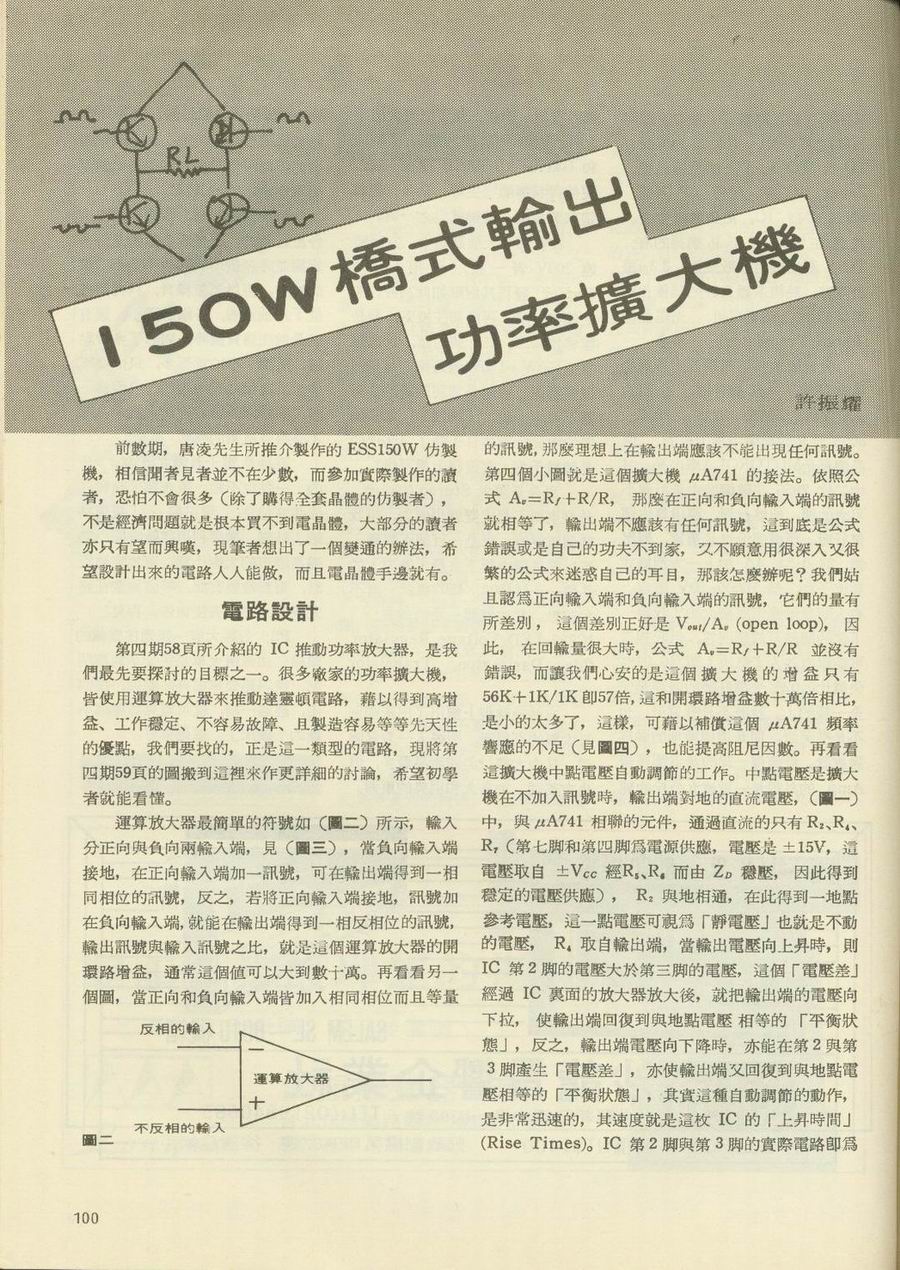 RL
150W橋式輸出
功率擴大機
許振耀
前數期，唐凌先生所推介製作的 ESS150W 仿製
機，相信聞者見者並不在少數，而參加實際製作的讀
者，恐怕不會很多（除了購得全套晶體的仿製者），
不是經濟問題就是根本買不到電晶體，大部分的讀者
亦只有望而興嘆，現筆者想出了一個變通的辦法，希
望設計出來的電路人人能做，而且電晶體手邊就有。
電路設計
第四期58頁所介紹的 IC 推動功率放大器，是我
們最先要探討的目標之一。很多廠家的功率擴大機，
皆使用運算放大器來推動達靈頓電路，藉以得到高增
益、工作穩定、不容易故障、且製造容易等等先天性
的優點，我們要找的，正是這一類型的電路，現將第
四期59頁的圖搬到這裡來作更詳細的討論，希望初學
者就能看懂。
運算放大器最簡單的符號如（圖二）所示，輸入
分正向與負向兩輸入端，見（圖三），當負向輸入端
接地，在正向輸入端加一訊號，可在輸出端得到一相
同相位的訊號，反之，若將正向輸入端接地，訊號加
在負向輸入端，就能在輸出端得到一相反相位的訊號，
輸出訊號與輸入訊號之比，就是這個運算放大器的開
環路增益，通常這個值可以大到數十萬。再看看另一
個圖，當正向和負向輸入端皆加入相同相位而且等量
反相的輸入
−
運算放大器
+
不反相的輸入
圖二
的訊號，那麼理想上在輸出端應該不能出現任何訊號。
第四個小圖就是這個擴大機 μA741 的接法。依照公
式 Aᵥ=R𝑓+R/R， 那麼在正向和負向輸入端的訊號
就相等了，輸出端不應該有任何訊號，這到底是公式
錯誤或是自己的功夫不到家，又不願意用很深入又很
繁的公式來迷惑自己的耳目，那該怎麼辦呢？我們姑
且認爲正向輸入端和負向輸入端的訊號，它們的量有
所差別， 這個差別正好是 Vₒᵤₜ/Aᵥ (open loop)， 因
此， 在回輸量很大時，公式 Aᵥ=R𝑓+R/R 並沒有
錯誤，而讓我們心安的是這個擴大機的增益只有
56K+1K/1K 卽57倍，這和開環路增益數十萬倍相比，
是小的太多了，這樣，可藉以補償這個 μA741 頻率
響應的不足（見圖四），也能提高阻尼因數。再看看
這擴大機中點電壓自動調節的工作。中點電壓是擴大
機在不加入訊號時，輸出端對地的直流電壓，（圖一）
中，與 μA741 相聯的元件，通過直流的只有 R₂、R₄、
R₇（第七脚和第四脚爲電源供應，電壓是 ±15V，這
電壓取自 ±Vcc 經R₅、R₆ 而由 Z_D 穩壓， 因此得到
穩定的電壓供應）， R₂ 與地相通，在此得到一地點
參考電壓，這一點電壓可視爲「靜電壓」也就是不動
的電壓， R₄ 取自輸出端，當輸出電壓向上昇時，則
IC 第２脚的電壓大於第三脚的電壓，這個「電壓差」
經過 IC 裏面的放大器放大後，就把輸出端的電壓向
下拉， 使輸出端回復到與地點電壓相等的「平衡狀
態」，反之，輸出端電壓向下降時，亦能在第２與第
３脚產生「電壓差」，亦使輸出端又回復到與地點電
壓相等的「平衡狀態」，其實這種自動調節的動作，
是非常迅速的，其速度就是這枚 IC 的「上昇時間」
(Rise Times)。IC 第２脚與第３脚的實際電路卽爲
100